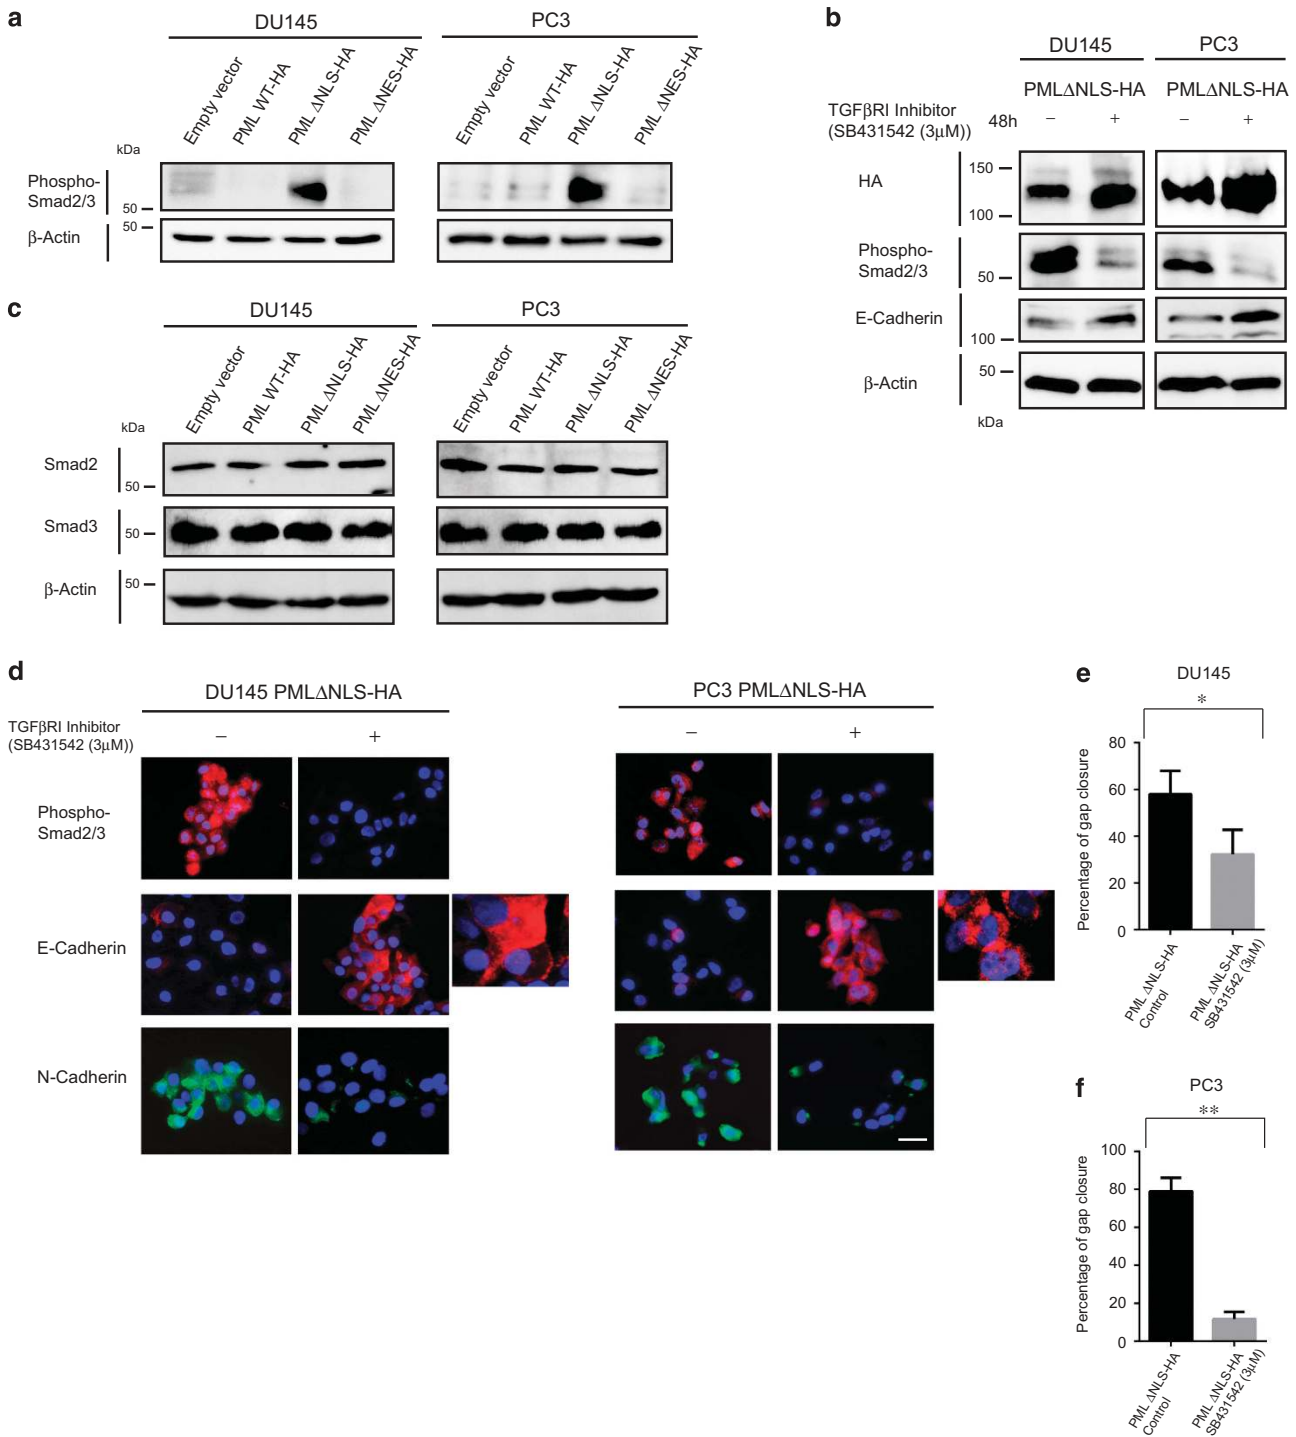 a
DU145
PC3
Empty vector
PML WT-HA
PML ΔNLS-HA
PML ΔNES-HA
Empty vector
PML WT-HA
PML ΔNLS-HA
PML ΔNES-HA
kDa
Phospho-
Smad2/3
50
β-Actin
50
b
DU145
PC3
PMLΔNLS-HA
PMLΔNLS-HA
TGFβRI Inhibitor
(SB431542 (3μM))
48h
− + − +
HA
150
100
Phospho-
Smad2/3
50
E-Cadherin
100
β-Actin
50
kDa
c
DU145
PC3
Empty vector
PML WT-HA
PML ΔNLS-HA
PML ΔNES-HA
Empty vector
PML WT-HA
PML ΔNLS-HA
PML ΔNES-HA
kDa
Smad2
50
Smad3
50
β-Actin
50
d
DU145 PMLΔNLS-HA
PC3 PMLΔNLS-HA
TGFβRI Inhibitor
(SB431542 (3μM))
− + − +
Phospho-
Smad2/3
E-Cadherin
N-Cadherin
e
DU145
*
Percentage of gap closure
80
60
40
20
0
PML ΔNLS-HA
Control
PML ΔNLS-HA
SB431542 (3μM)
f
PC3
**
Percentage of gap closure
100
80
60
40
20
0
PML ΔNLS-HA
Control
PML ΔNLS-HA
SB431542 (3μM)